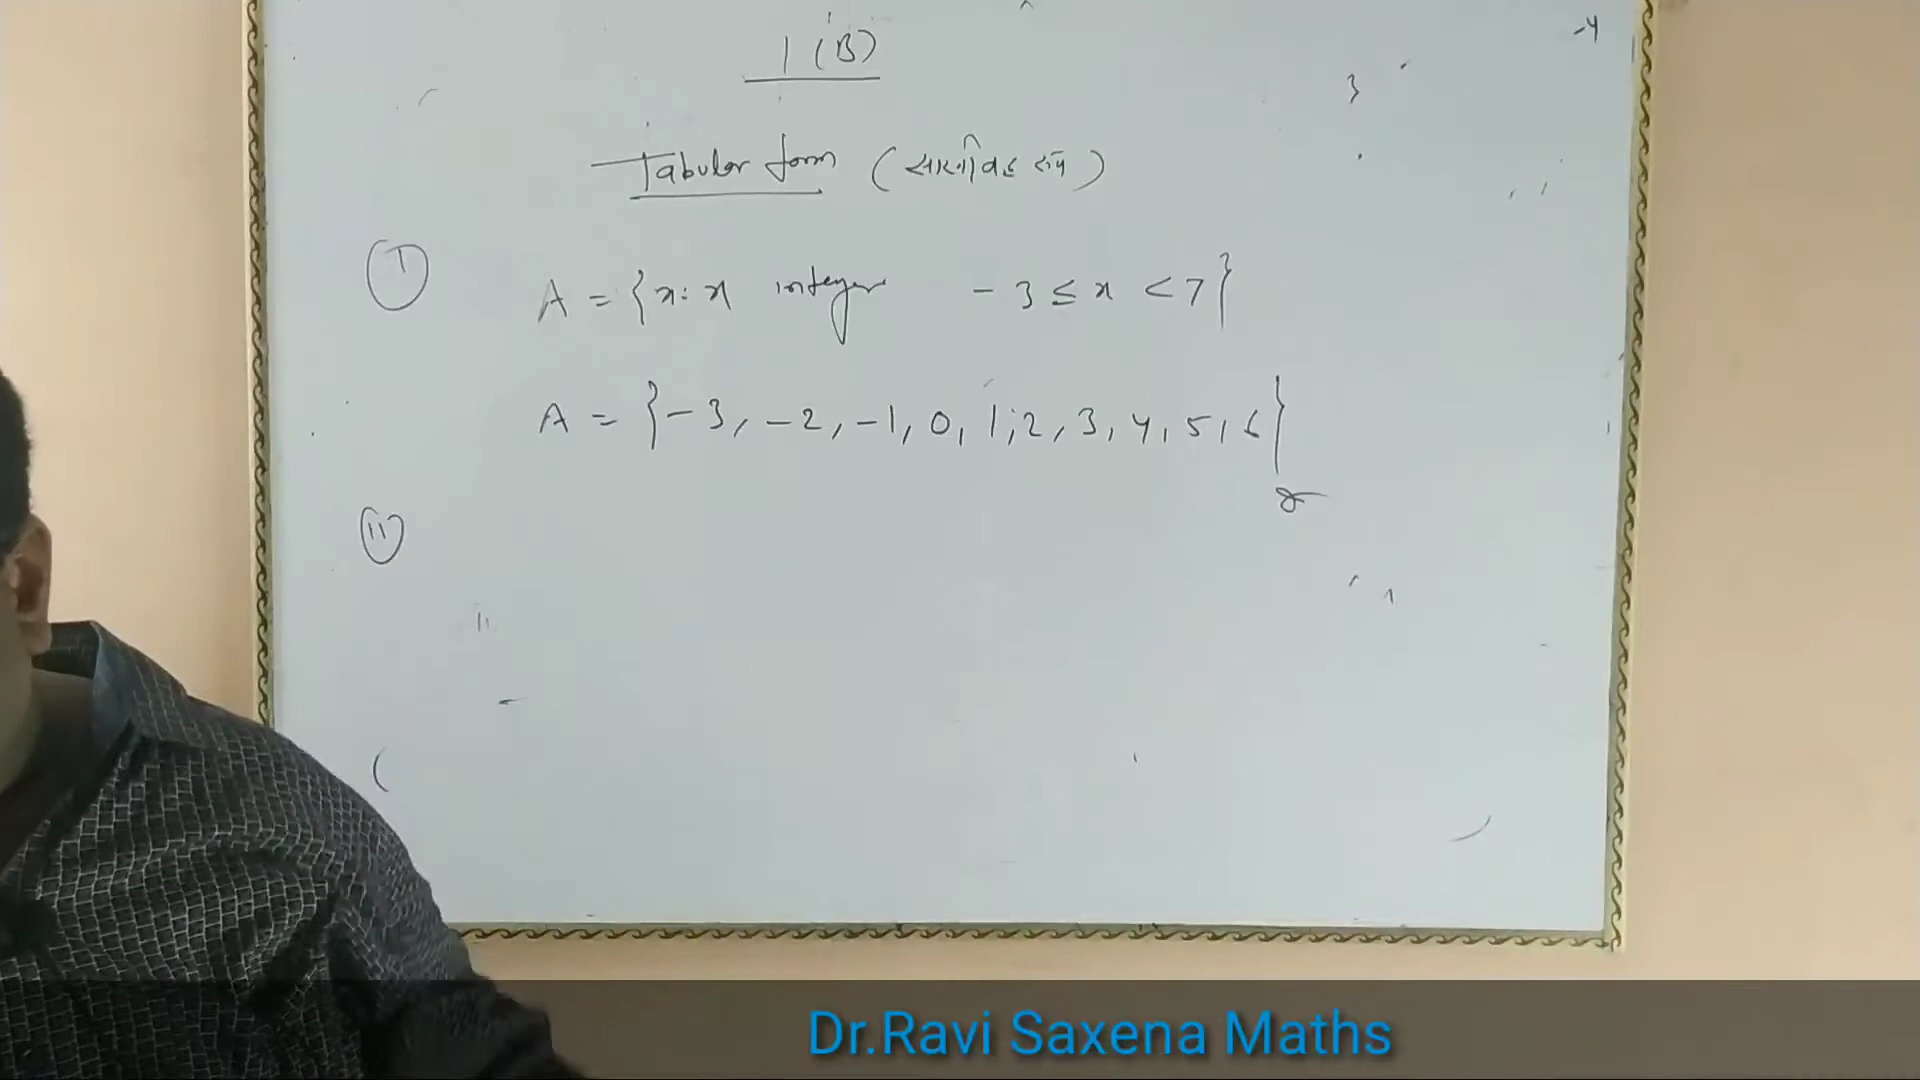 1 (B)
Tabular form (सारणीबद्ध रूप)
(i) A = {x : x integer -3 ≤ x < 7}
A = {-3, -2, -1, 0, 1, 2, 3, 4, 5, 6}
(ii)
Dr.Ravi Saxena Maths